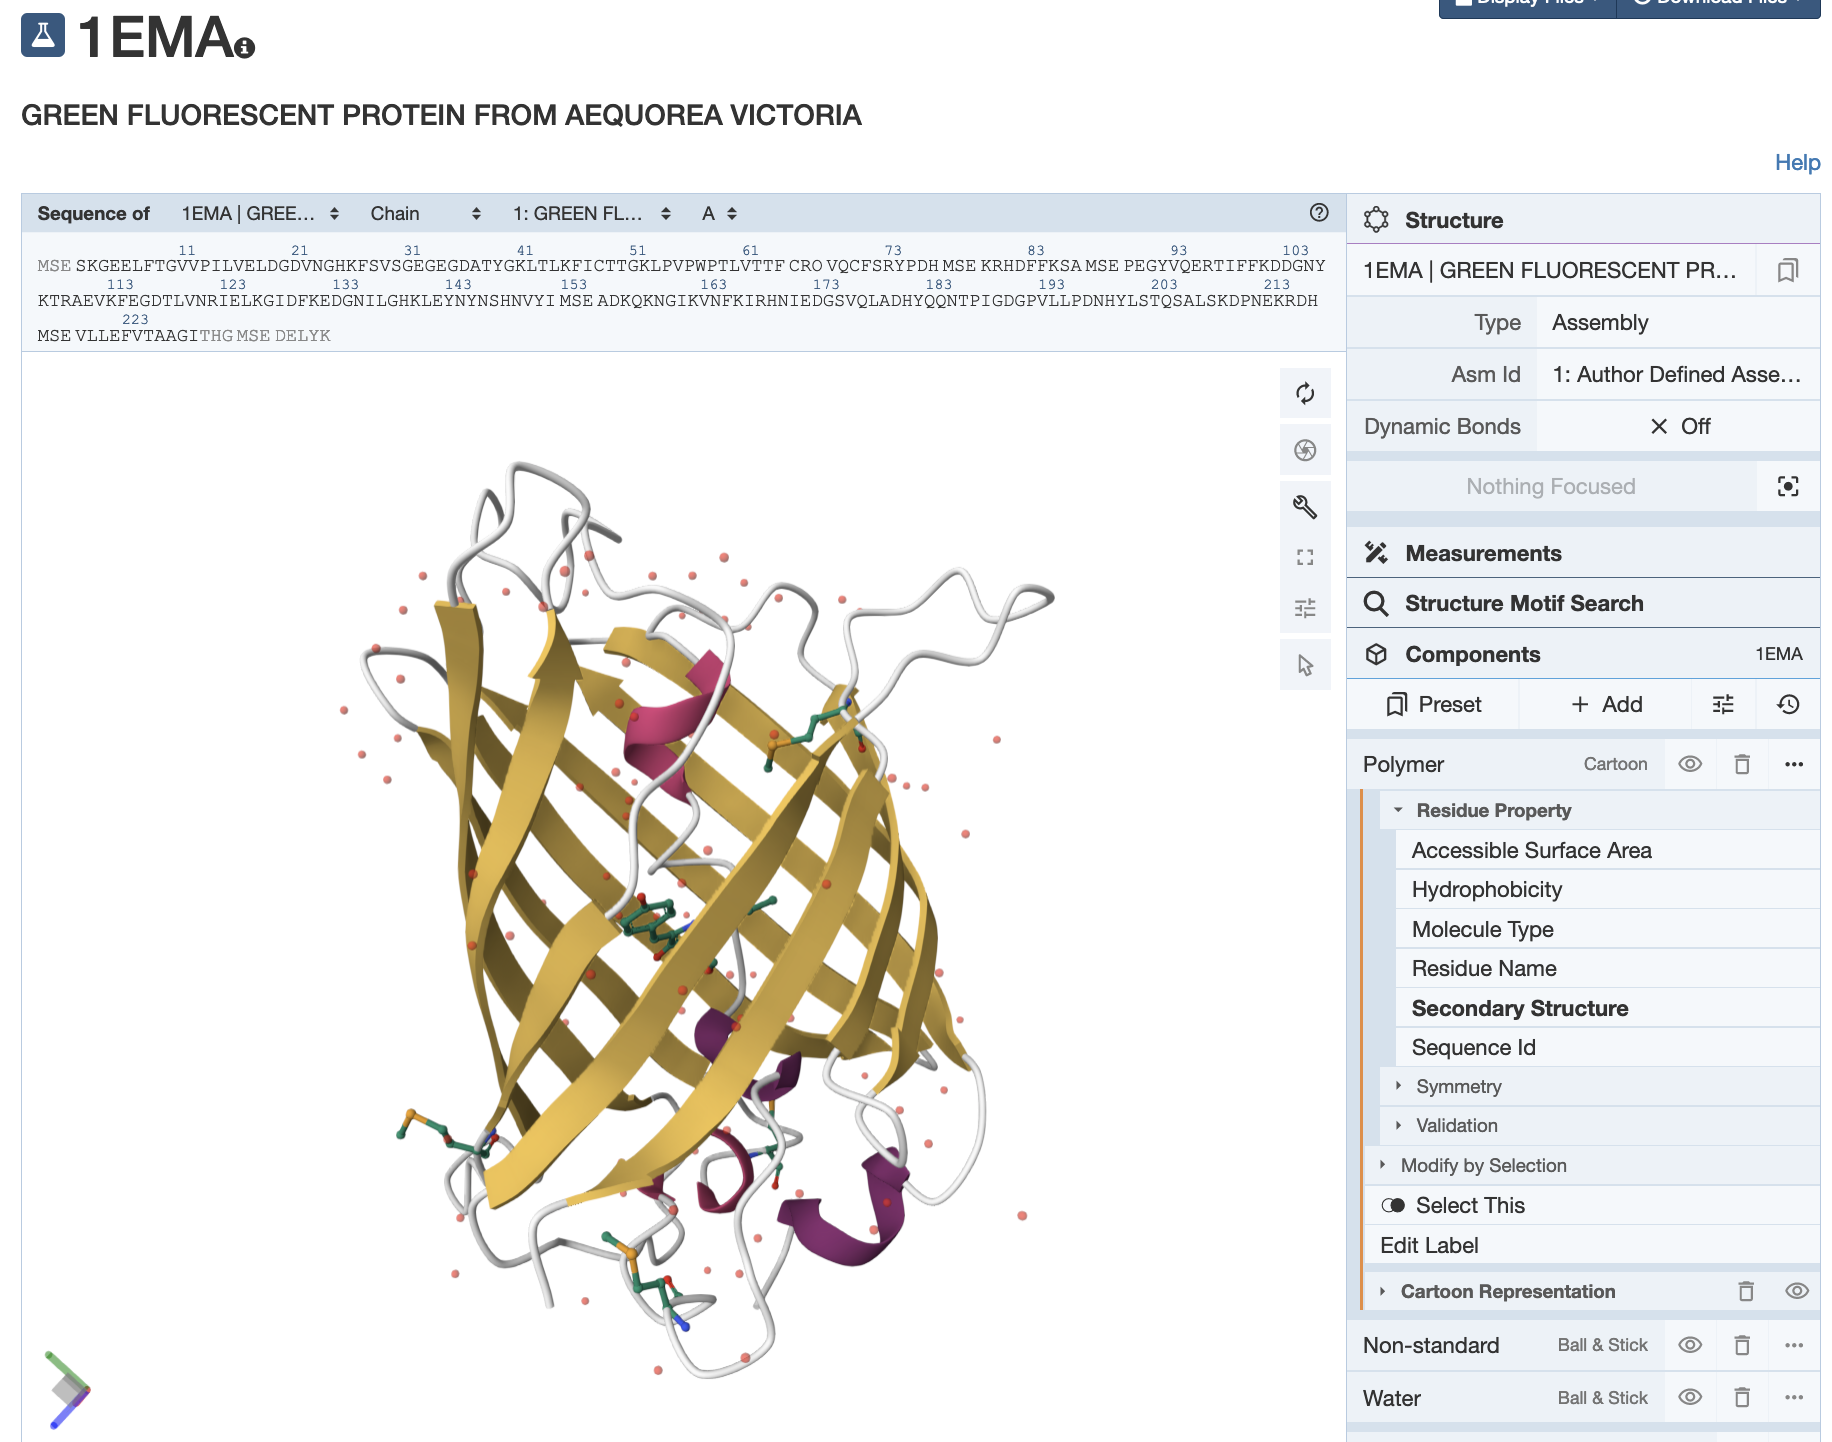 Display Files Download Files
1EMA
GREEN FLUORESCENT PROTEIN FROM AEQUOREA VICTORIA
Help
Sequence of 1EMA | GREE... Chain 1: GREEN FL... A
11 21 31 41 51 61 73 83 93 103
MSE SKGEELFTGVVPILVELDGDVNGHKFSVSGEGEGDATYGKLTLKFICTTGKLPVPWPTLVTTF CRO VQCFSRYPDH MSE KRHDFFKSA MSE PEGYVQERTIFFKDDGNY
113 123 133 143 153 163 173 183 193 203 213
KTRAEVKFEGDTLVNRIELKGIDFKEDGNILGHKLEYNYNSHNVYI MSE ADKQKNGIKVNFKIRHNIEDGSVQLADHYQQNTPIGDGPVLLPDNHYLSTQSALSKDPNEKRDH
223
MSE VLLEFVTAAGITHG MSE DELYK
Structure
1EMA | GREEN FLUORESCENT PR...
Type Assembly
Asm Id 1: Author Defined Asse...
Dynamic Bonds Off
Nothing Focused
Measurements
Structure Motif Search
Components 1EMA
Preset + Add
Polymer Cartoon
Residue Property
Accessible Surface Area
Hydrophobicity
Molecule Type
Residue Name
Secondary Structure
Sequence Id
Symmetry
Validation
Modify by Selection
Select This
Edit Label
Cartoon Representation
Non-standard Ball & Stick
Water Ball & Stick